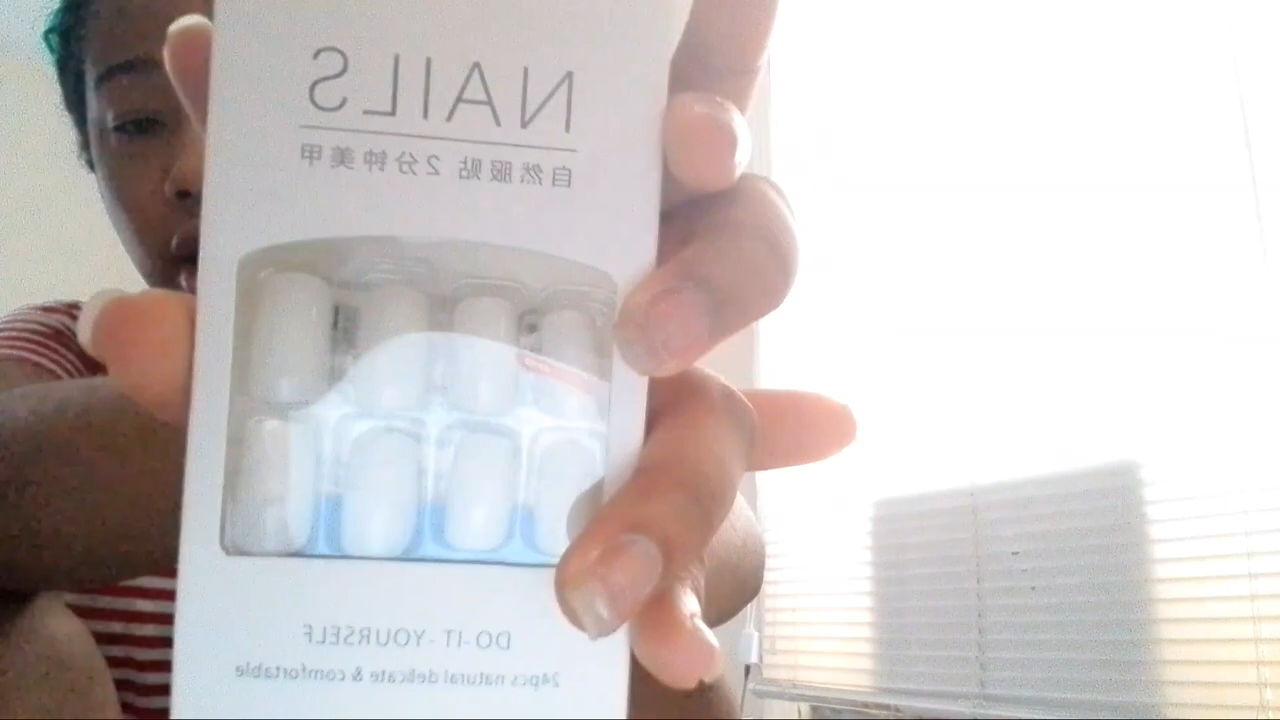 NAILS
自然服贴 2分钟美甲
DO-IT-YOURSELF
24pcs natural delicate & comfortable